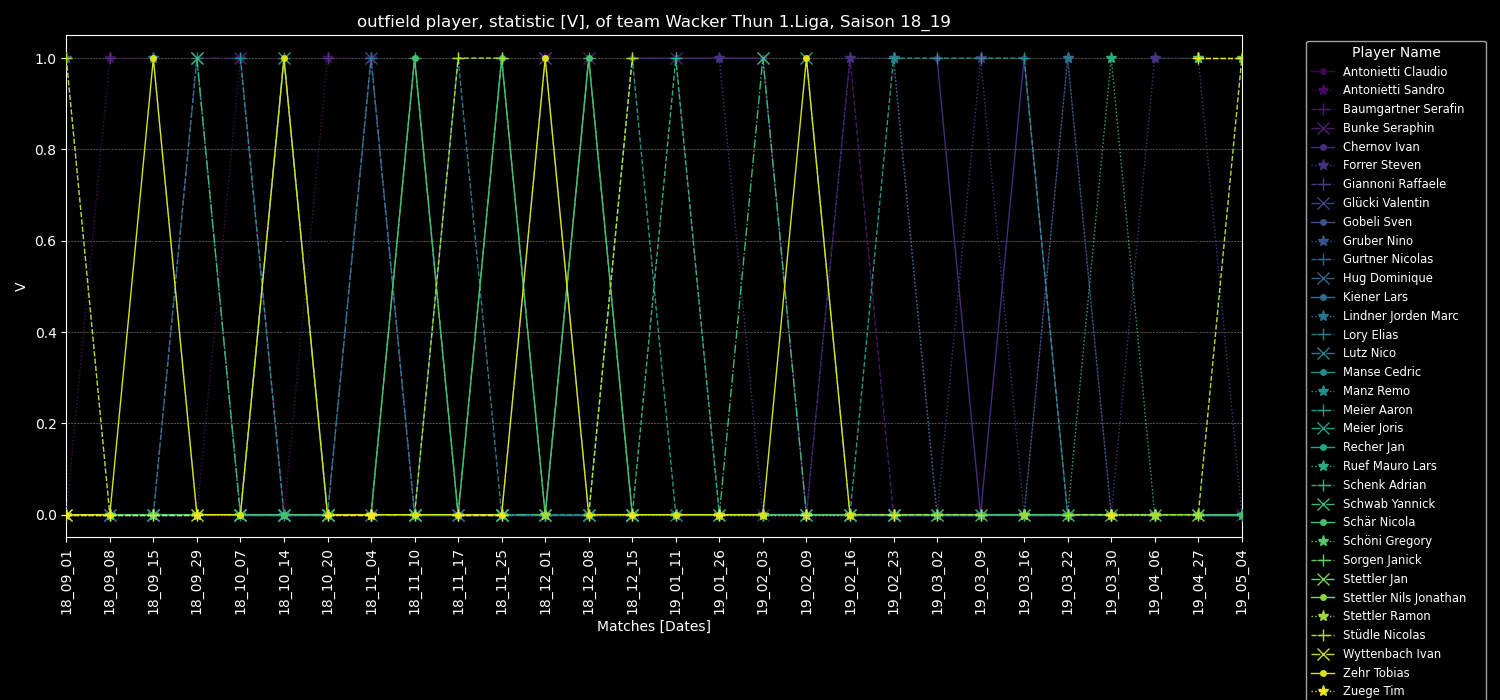 outfield player, statistic [V], of team Wacker Thun 1.Liga, Saison 18_19
V
1.0
0.8
0.6
0.4
0.2
0.0
18_09_01
18_09_08
18_09_15
18_09_29
18_10_07
18_10_14
18_10_20
18_11_04
18_11_10
18_11_17
18_11_25
18_12_01
18_12_08
18_12_15
19_01_11
19_01_26
19_02_03
19_02_09
19_02_16
19_02_23
19_03_02
19_03_09
19_03_16
19_03_22
19_03_30
19_04_06
19_04_27
19_05_04
Matches [Dates]
Player Name
Antonietti Claudio
Antonietti Sandro
Baumgartner Serafin
Bunke Seraphin
Chernov Ivan
Forrer Steven
Giannoni Raffaele
Glücki Valentin
Gobeli Sven
Gruber Nino
Gurtner Nicolas
Hug Dominique
Kiener Lars
Lindner Jorden Marc
Lory Elias
Lutz Nico
Manse Cedric
Manz Remo
Meier Aaron
Meier Joris
Recher Jan
Ruef Mauro Lars
Schenk Adrian
Schwab Yannick
Schär Nicola
Schöni Gregory
Sorgen Janick
Stettler Jan
Stettler Nils Jonathan
Stettler Ramon
Stüdle Nicolas
Wyttenbach Ivan
Zehr Tobias
Zuege Tim